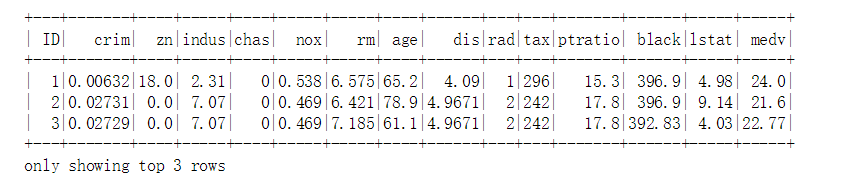 +---+-------+----+-----+----+-----+-----+----+------+---+---+-------+------+-----+-----+
| ID|   crim|  zn|indus|chas|  nox|   rm| age|   dis|rad|tax|ptratio| black|lstat| medv|
+---+-------+----+-----+----+-----+-----+----+------+---+---+-------+------+-----+-----+
|  1|0.00632|18.0| 2.31|   0|0.538|6.575|65.2|  4.09|  1|296|   15.3| 396.9| 4.98| 24.0|
|  2|0.02731| 0.0| 7.07|   0|0.469|6.421|78.9|4.9671|  2|242|   17.8| 396.9| 9.14| 21.6|
|  3|0.02729| 0.0| 7.07|   0|0.469|7.185|61.1|4.9671|  2|242|   17.8|392.83| 4.03|22.77|
+---+-------+----+-----+----+-----+-----+----+------+---+---+-------+------+-----+-----+
only showing top 3 rows